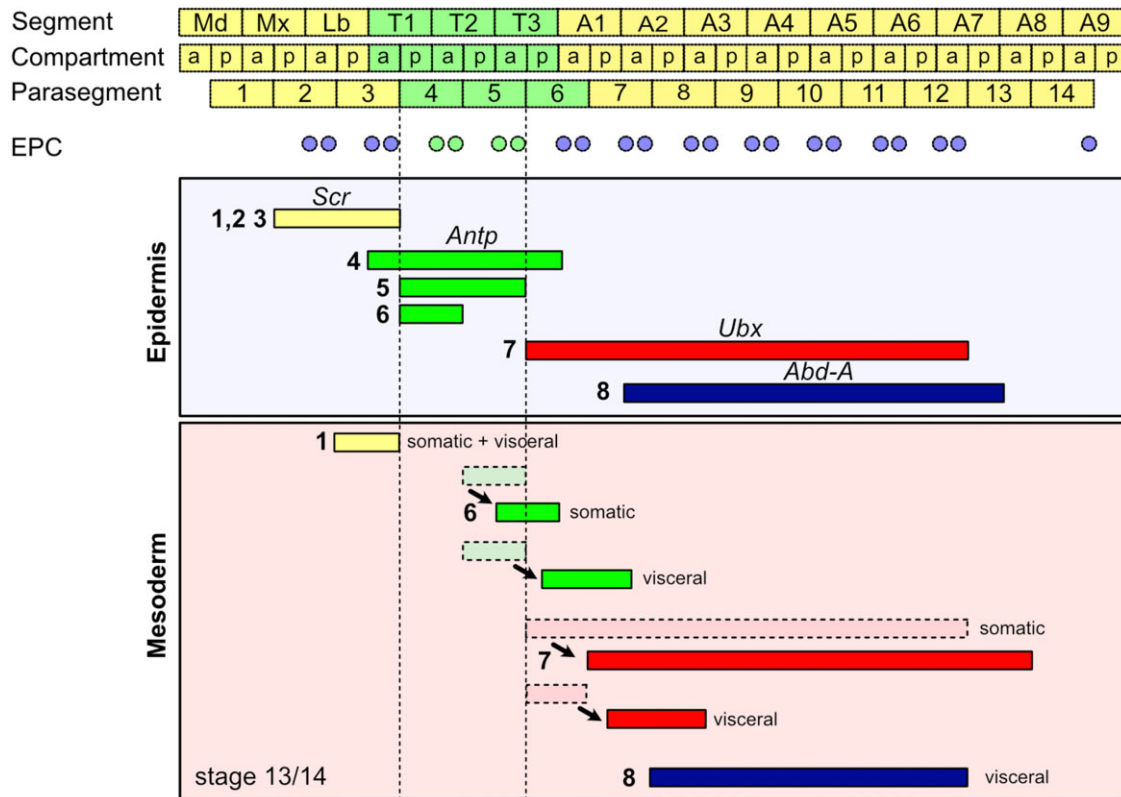 Segment Md Mx Lb T1 T2 T3 A1 A2 A3 A4 A5 A6 A7 A8 A9
Compartment a p a p a p a p a p a p a p a p a p a p a p a p a p a p a p
Parasegment 1 2 3 4 5 6 7 8 9 10 11 12 13 14
EPC
Epidermis
Scr
1,2 3
Antp
4
5
6
Ubx
7
Abd-A
8
Mesoderm
1 somatic + visceral
6 somatic
visceral
somatic
7
visceral
stage 13/14
8 visceral